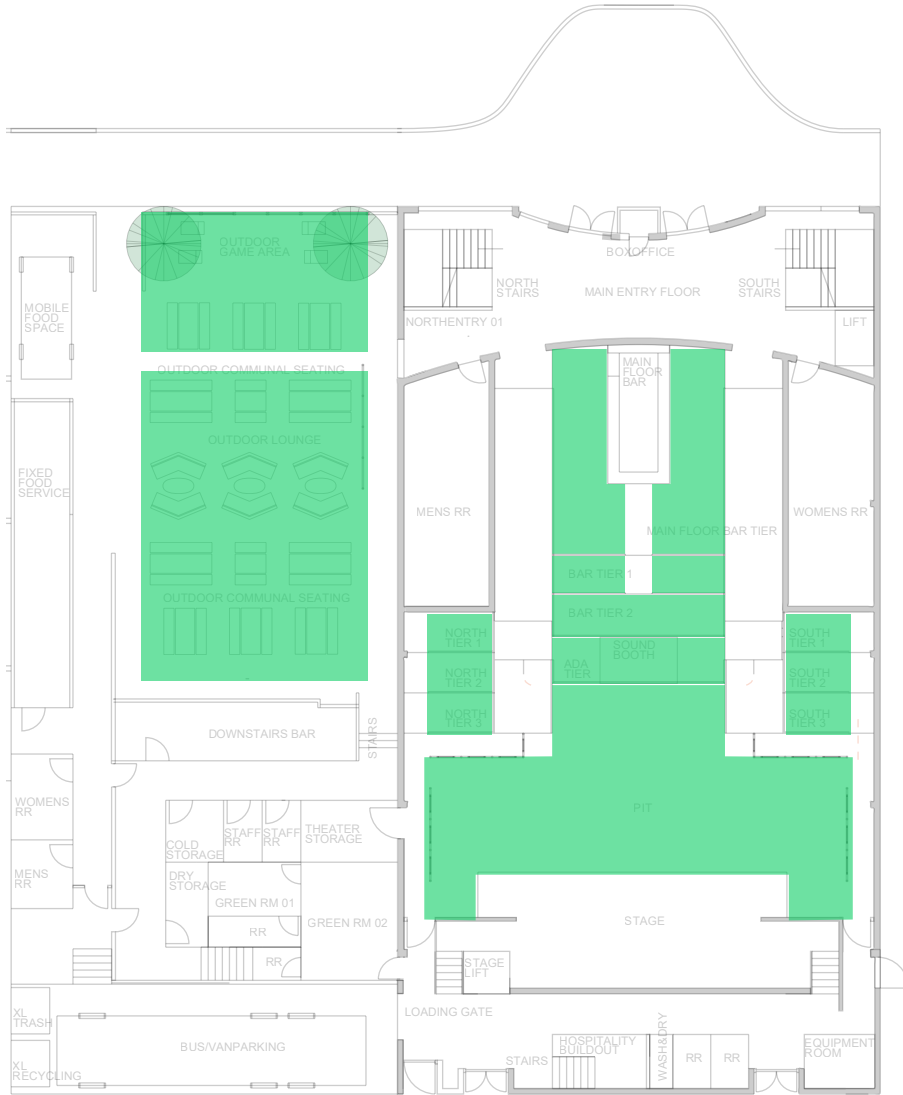 OUTDOOR
GAME AREA
BOXOFFICE
NORTH
STAIRS
MAIN ENTRY FLOOR
SOUTH
STAIRS
MOBILE
FOOD
SPACE
NORTHENTRY 01
LIFT
OUTDOOR COMMUNAL SEATING
MAIN
FLOOR
BAR
OUTDOOR LOUNGE
FIXED
FOOD
SERVICE
MENS RR
WOMENS RR
MAIN FLOOR BAR TIER
BAR TIER 1
OUTDOOR COMMUNAL SEATING
BAR TIER 2
NORTH
TIER 1
SOUND
BOOTH
SOUTH
TIER 1
ADA
TIER
NORTH
TIER 2
SOUTH
TIER 2
NORTH
TIER 3
SOUTH
TIER 3
DOWNSTAIRS BAR
STAIRS
WOMENS
RR
PIT
COLD
STORAGE
STAFF
RR
STAFF
RR
THEATER
STORAGE
MENS
RR
DRY
STORAGE
GREEN RM 01
GREEN RM 02
STAGE
RR
RR
STAGE
LIFT
XL
TRASH
LOADING GATE
BUS/VANPARKING
XL
RECYCLING
STAIRS
HOSPITALITY
BUILDOUT
WASH&DRY
RR
RR
EQUIPMENT
ROOM